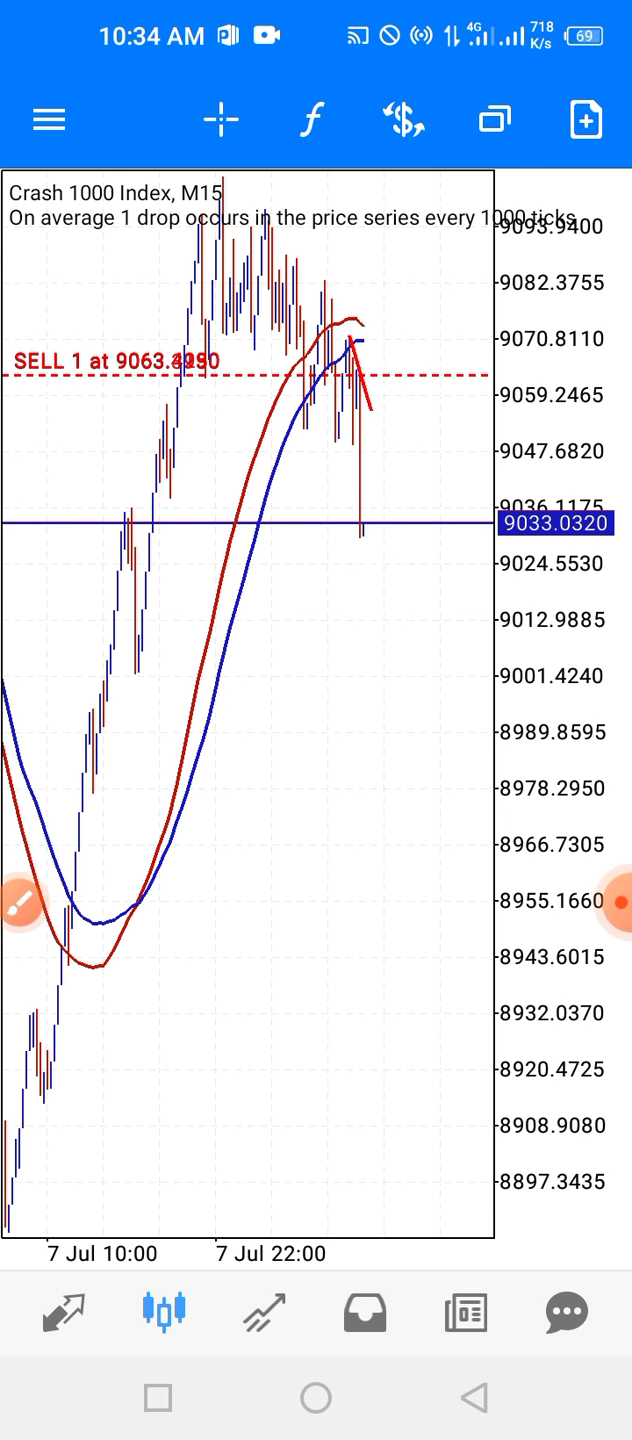 10:34 AM
4G
718
K/s
69
f
$
Crash 1000 Index, M15
On average 1 drop occurs in the price series every 1000 ticks
9093.9400
9082.3755
9070.8110
SELL 1 at 9063.
9059.2465
9047.6820
9036.1175
9033.0320
9024.5530
9012.9885
9001.4240
8989.8595
8978.2950
8966.7305
8955.1660
8943.6015
8932.0370
8920.4725
8908.9080
8897.3435
7 Jul 10:00
7 Jul 22:00